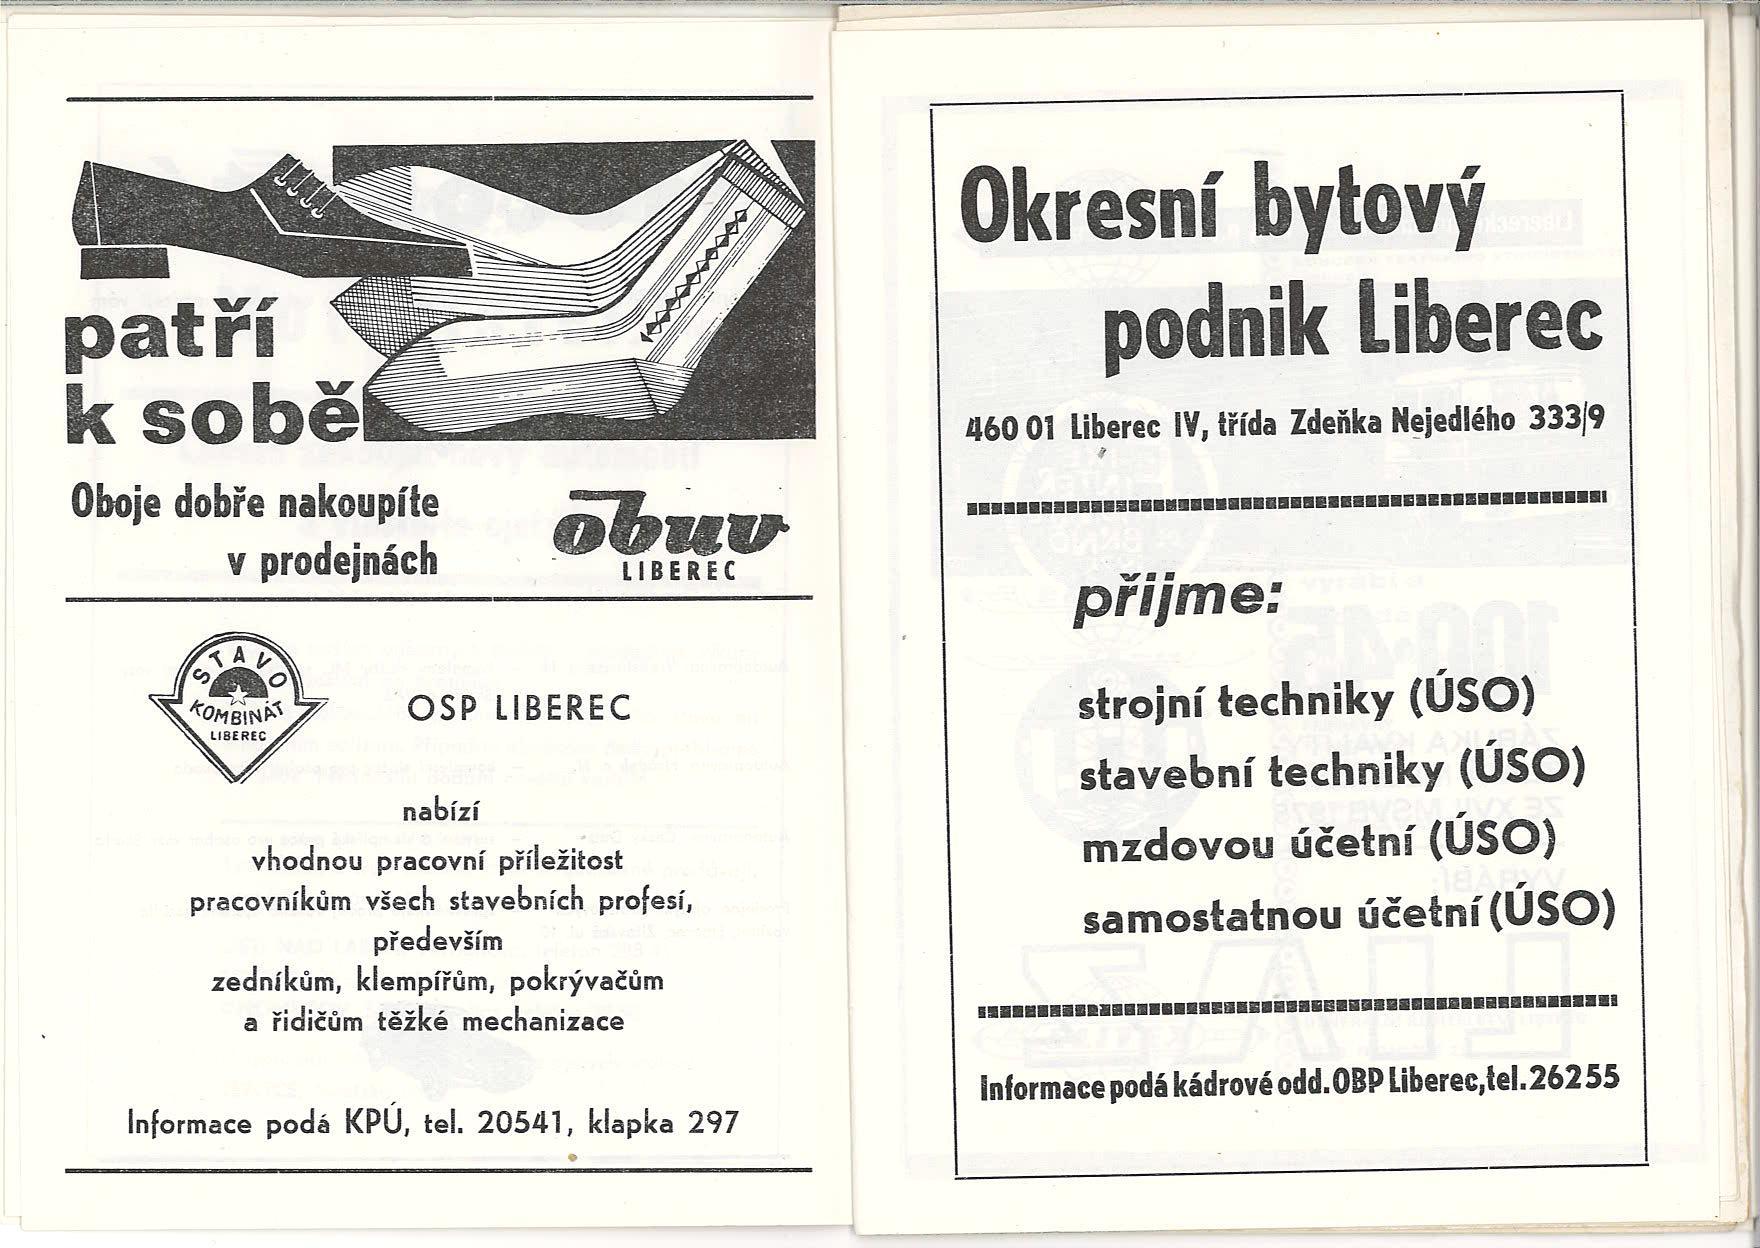 patří
k sobě
Oboje dobře nakoupíte
v prodejnách
obuv
LIBEREC
STAVO
KOMBINÁT
LIBEREC
OSP LIBEREC
nabízí
vhodnou pracovní příležitost
pracovníkům všech stavebních profesí,
především
zedníkům, klempířům, pokrývačům
a řidičům těžké mechanizace
Informace podá KPÚ, tel. 20541, klapka 297
Okresní bytový
podnik Liberec
460 01 Liberec IV, třída Zdeňka Nejedlého 333/9
přijme:
strojní techniky (ÚSO)
stavební techniky (ÚSO)
mzdovou účetní (ÚSO)
samostatnou účetní (ÚSO)
Informace podá kádrové odd. OBP Liberec, tel. 26255